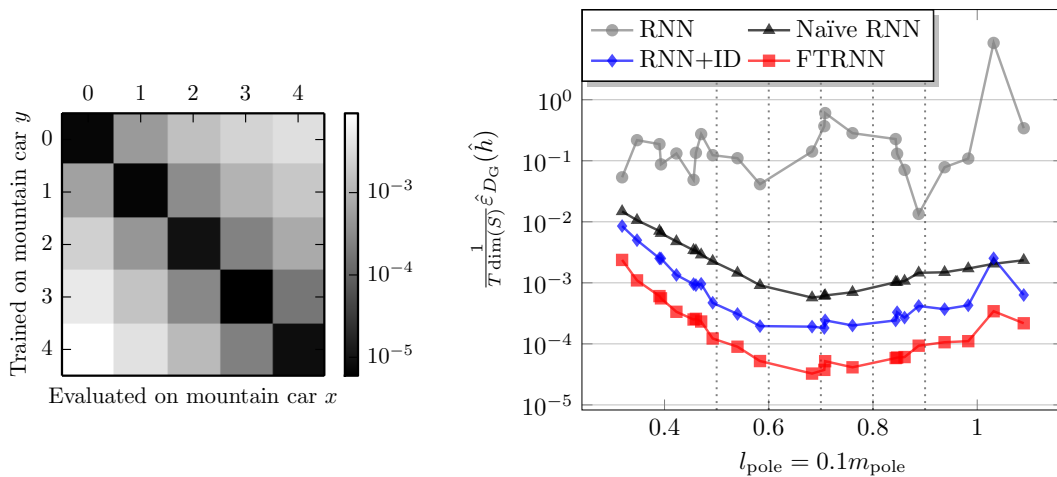 0 1 2 3 4
Trained on mountain car y
0
1
2
3
4
Evaluated on mountain car x
10⁻³
10⁻⁴
10⁻⁵
RNN
Naïve RNN
RNN+ID
FTRNN
10⁰
10⁻¹
10⁻²
10⁻³
10⁻⁴
10⁻⁵
1/(T dim(S)) ε̂_{D_G}(ĥ)
0.4 0.6 0.8 1
l_pole = 0.1m_pole